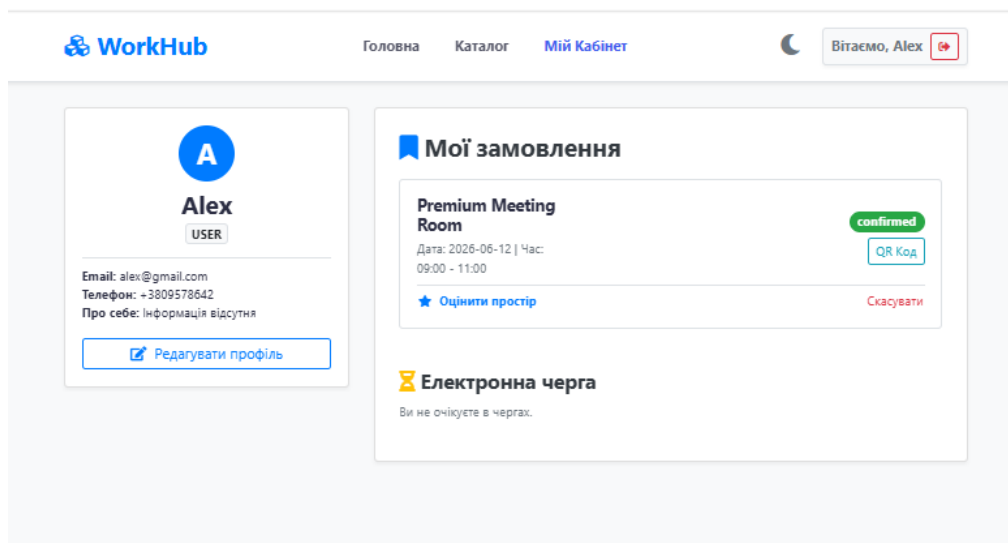 WorkHub
Головна Каталог Мій Кабінет
Вітаємо, Alex
A
Alex
USER
Email: alex@gmail.com
Телефон: +3809578642
Про себе: Інформація відсутня
Редагувати профіль
Мої замовлення
Premium Meeting
Room
Дата: 2026-06-12 | Час:
09:00 - 11:00
confirmed
QR Код
Оцінити простір
Скасувати
Електронна черга
Ви не очікуєте в чергах.